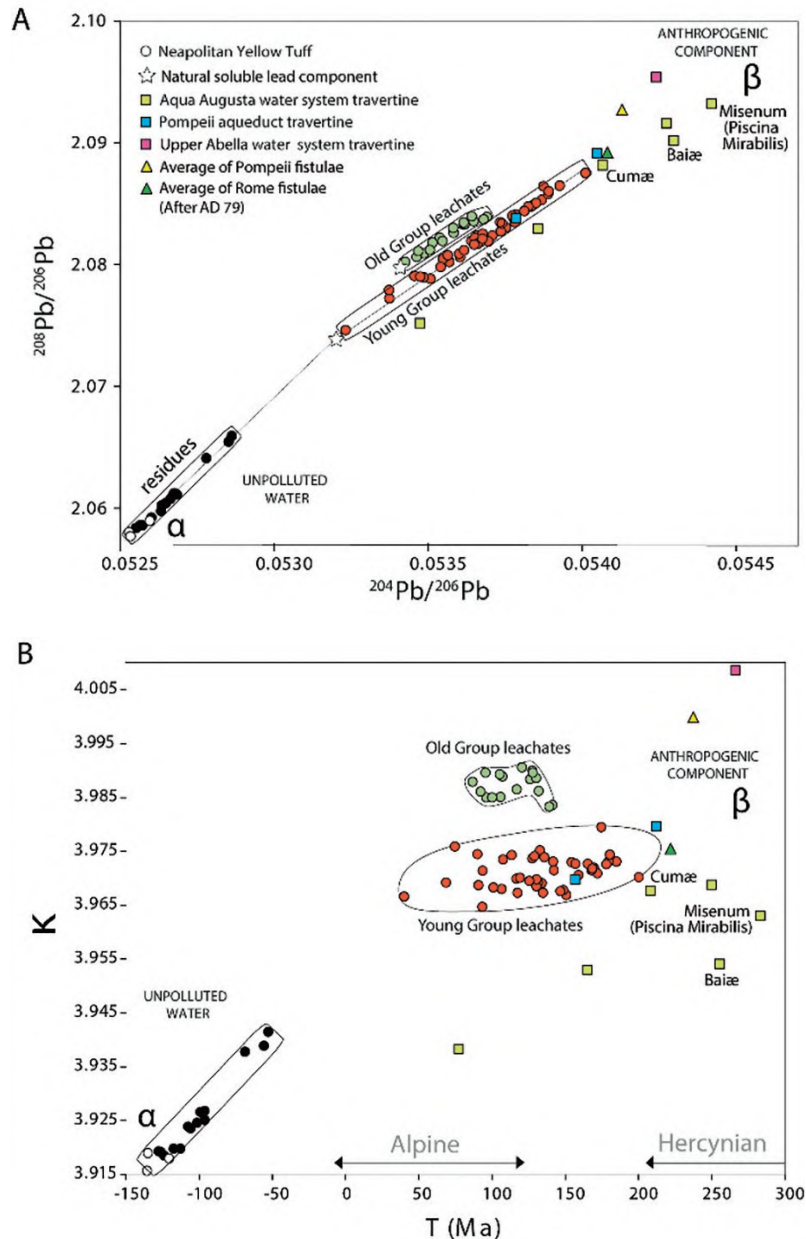 A
2.10
2.09
2.08
2.07
2.06
208Pb/206Pb
Neapolitan Yellow Tuff
Natural soluble lead component
Aqua Augusta water system travertine
Pompeii aqueduct travertine
Upper Abella water system travertine
Average of Pompeii fistulae
Average of Rome fistulae
(After AD 79)
ANTHROPOGENIC
COMPONENT
β
Misenum
(Piscina
Mirabilis)
Baiæ
Cumæ
Old Group leachates
Young Group leachates
residues
UNPOLLUTED
WATER
α
0.0525 0.0530 0.0535 0.0540 0.0545
204Pb/206Pb
B
4.005
3.995
3.985
3.975
3.965
3.955
3.945
3.935
3.925
3.915
K
Old Group leachates
ANTHROPOGENIC
COMPONENT
β
Cumæ
Misenum
(Piscina Mirabilis)
Young Group leachates
Baiæ
UNPOLLUTED
WATER
α
Alpine Hercynian
-150 -100 -50 0 50 100 150 200 250 300
T (Ma)